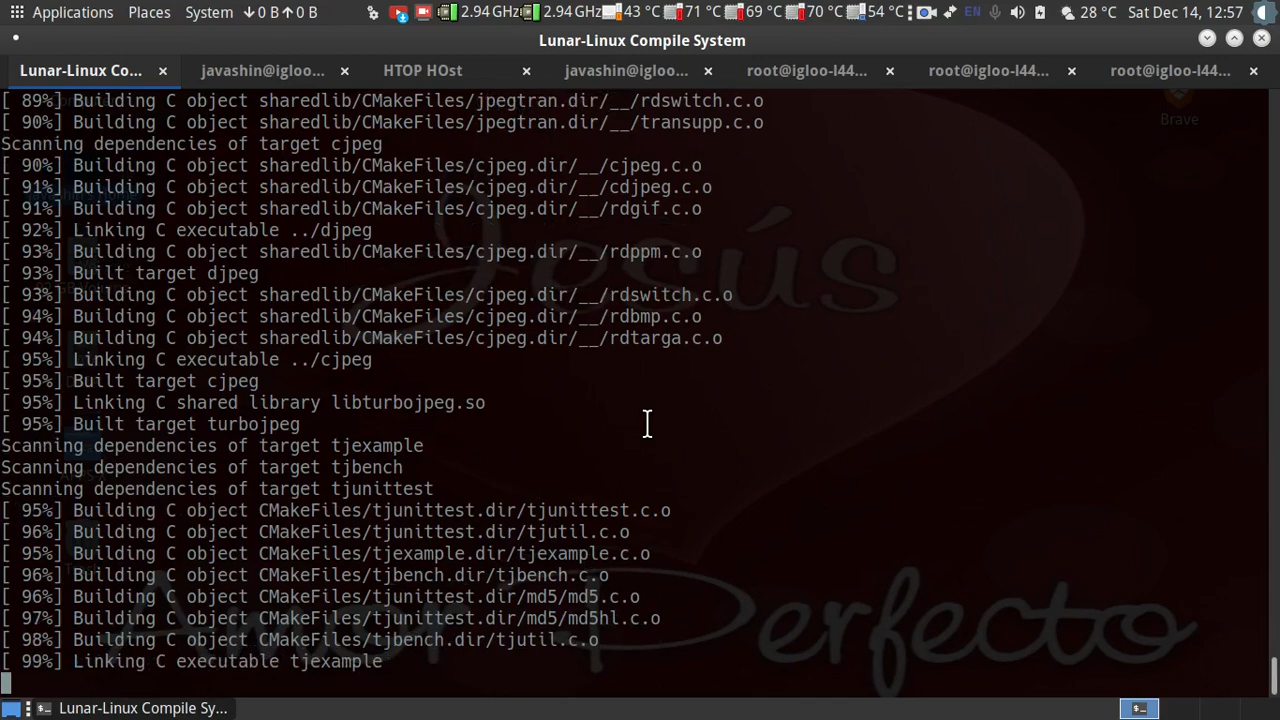 Applications Places System 0 B 0 B 2.94 GHz 2.94 GHz 43 °C 71 °C 69 °C 70 °C 54 °C EN 28 °C Sat Dec 14, 12:57
Lunar-Linux Compile System
Lunar-Linux Co... javashin@igloo... HTOP HOst javashin@igloo... root@igloo-l44... root@igloo-l44... root@igloo-l44...
[ 89%] Building C object sharedlib/CMakeFiles/jpegtran.dir/__/rdswitch.c.o
[ 90%] Building C object sharedlib/CMakeFiles/jpegtran.dir/__/transupp.c.o
Brave
Scanning dependencies of target cjpeg
[ 90%] Building C object sharedlib/CMakeFiles/cjpeg.dir/__/cjpeg.c.o
[ 91%] Building C object sharedlib/CMakeFiles/cjpeg.dir/__/cdjpeg.c.o
[ 91%] Building C object sharedlib/CMakeFiles/cjpeg.dir/__/rdgif.c.o
[ 92%] Linking C executable ../djpeg
[ 93%] Building C object sharedlib/CMakeFiles/cjpeg.dir/__/rdppm.c.o
Jesús
[ 93%] Built target djpeg
[ 93%] Building C object sharedlib/CMakeFiles/cjpeg.dir/__/rdswitch.c.o
[ 94%] Building C object sharedlib/CMakeFiles/cjpeg.dir/__/rdbmp.c.o
[ 94%] Building C object sharedlib/CMakeFiles/cjpeg.dir/__/rdtarga.c.o
[ 95%] Linking C executable ../cjpeg
[ 95%] Built target cjpeg
[ 95%] Linking C shared library libturbojpeg.so
[ 95%] Built target turbojpeg
Scanning dependencies of target tjexample
Scanning dependencies of target tjbench
Scanning dependencies of target tjunittest
[ 95%] Building C object CMakeFiles/tjunittest.dir/tjunittest.c.o
[ 96%] Building C object CMakeFiles/tjunittest.dir/tjutil.c.o
[ 95%] Building C object CMakeFiles/tjexample.dir/tjexample.c.o
[ 96%] Building C object CMakeFiles/tjbench.dir/tjbench.c.o
[ 96%] Building C object CMakeFiles/tjunittest.dir/md5/md5.c.o
[ 97%] Building C object CMakeFiles/tjunittest.dir/md5/md5hl.c.o
Amor Perfecto
[ 98%] Building C object CMakeFiles/tjbench.dir/tjutil.c.o
[ 99%] Linking C executable tjexample
Lunar-Linux Compile Sy...